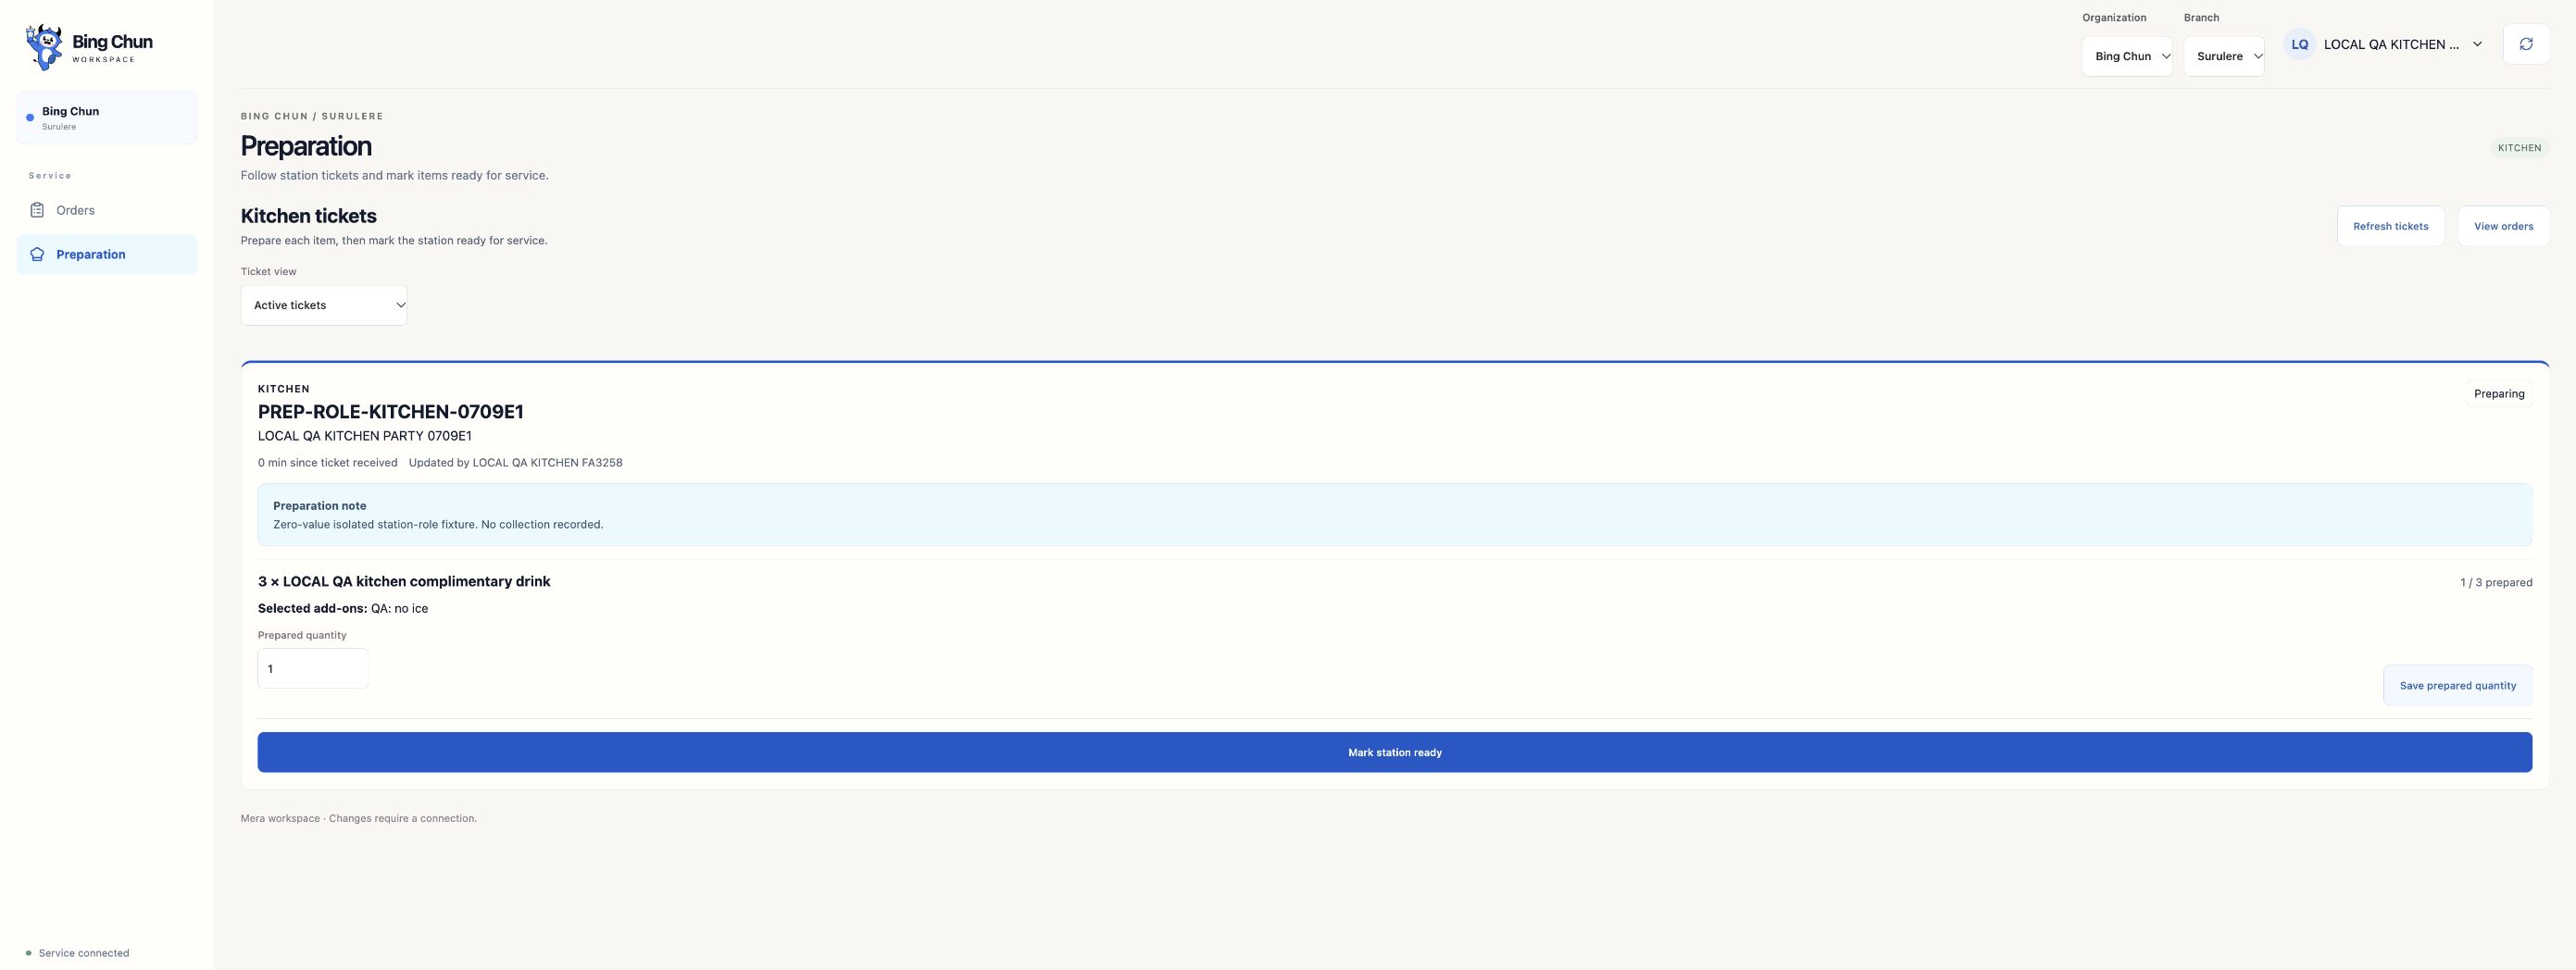 Bing Chun
WORKSPACE
Bing Chun
Surulere
Service
Orders
Preparation
Service connected
Organization
Branch
Bing Chun
Surulere
LQ
LOCAL QA KITCHEN ...
BING CHUN / SURULERE
Preparation
Follow station tickets and mark items ready for service.
KITCHEN
Kitchen tickets
Prepare each item, then mark the station ready for service.
Refresh tickets
View orders
Ticket view
Active tickets
KITCHEN
PREP-ROLE-KITCHEN-0709E1
LOCAL QA KITCHEN PARTY 0709E1
Preparing
0 min since ticket received
Updated by LOCAL QA KITCHEN FA3258
Preparation note
Zero-value isolated station-role fixture. No collection recorded.
3 × LOCAL QA kitchen complimentary drink
1 / 3 prepared
Selected add-ons: QA: no ice
Prepared quantity
1
Save prepared quantity
Mark station ready
Mera workspace · Changes require a connection.